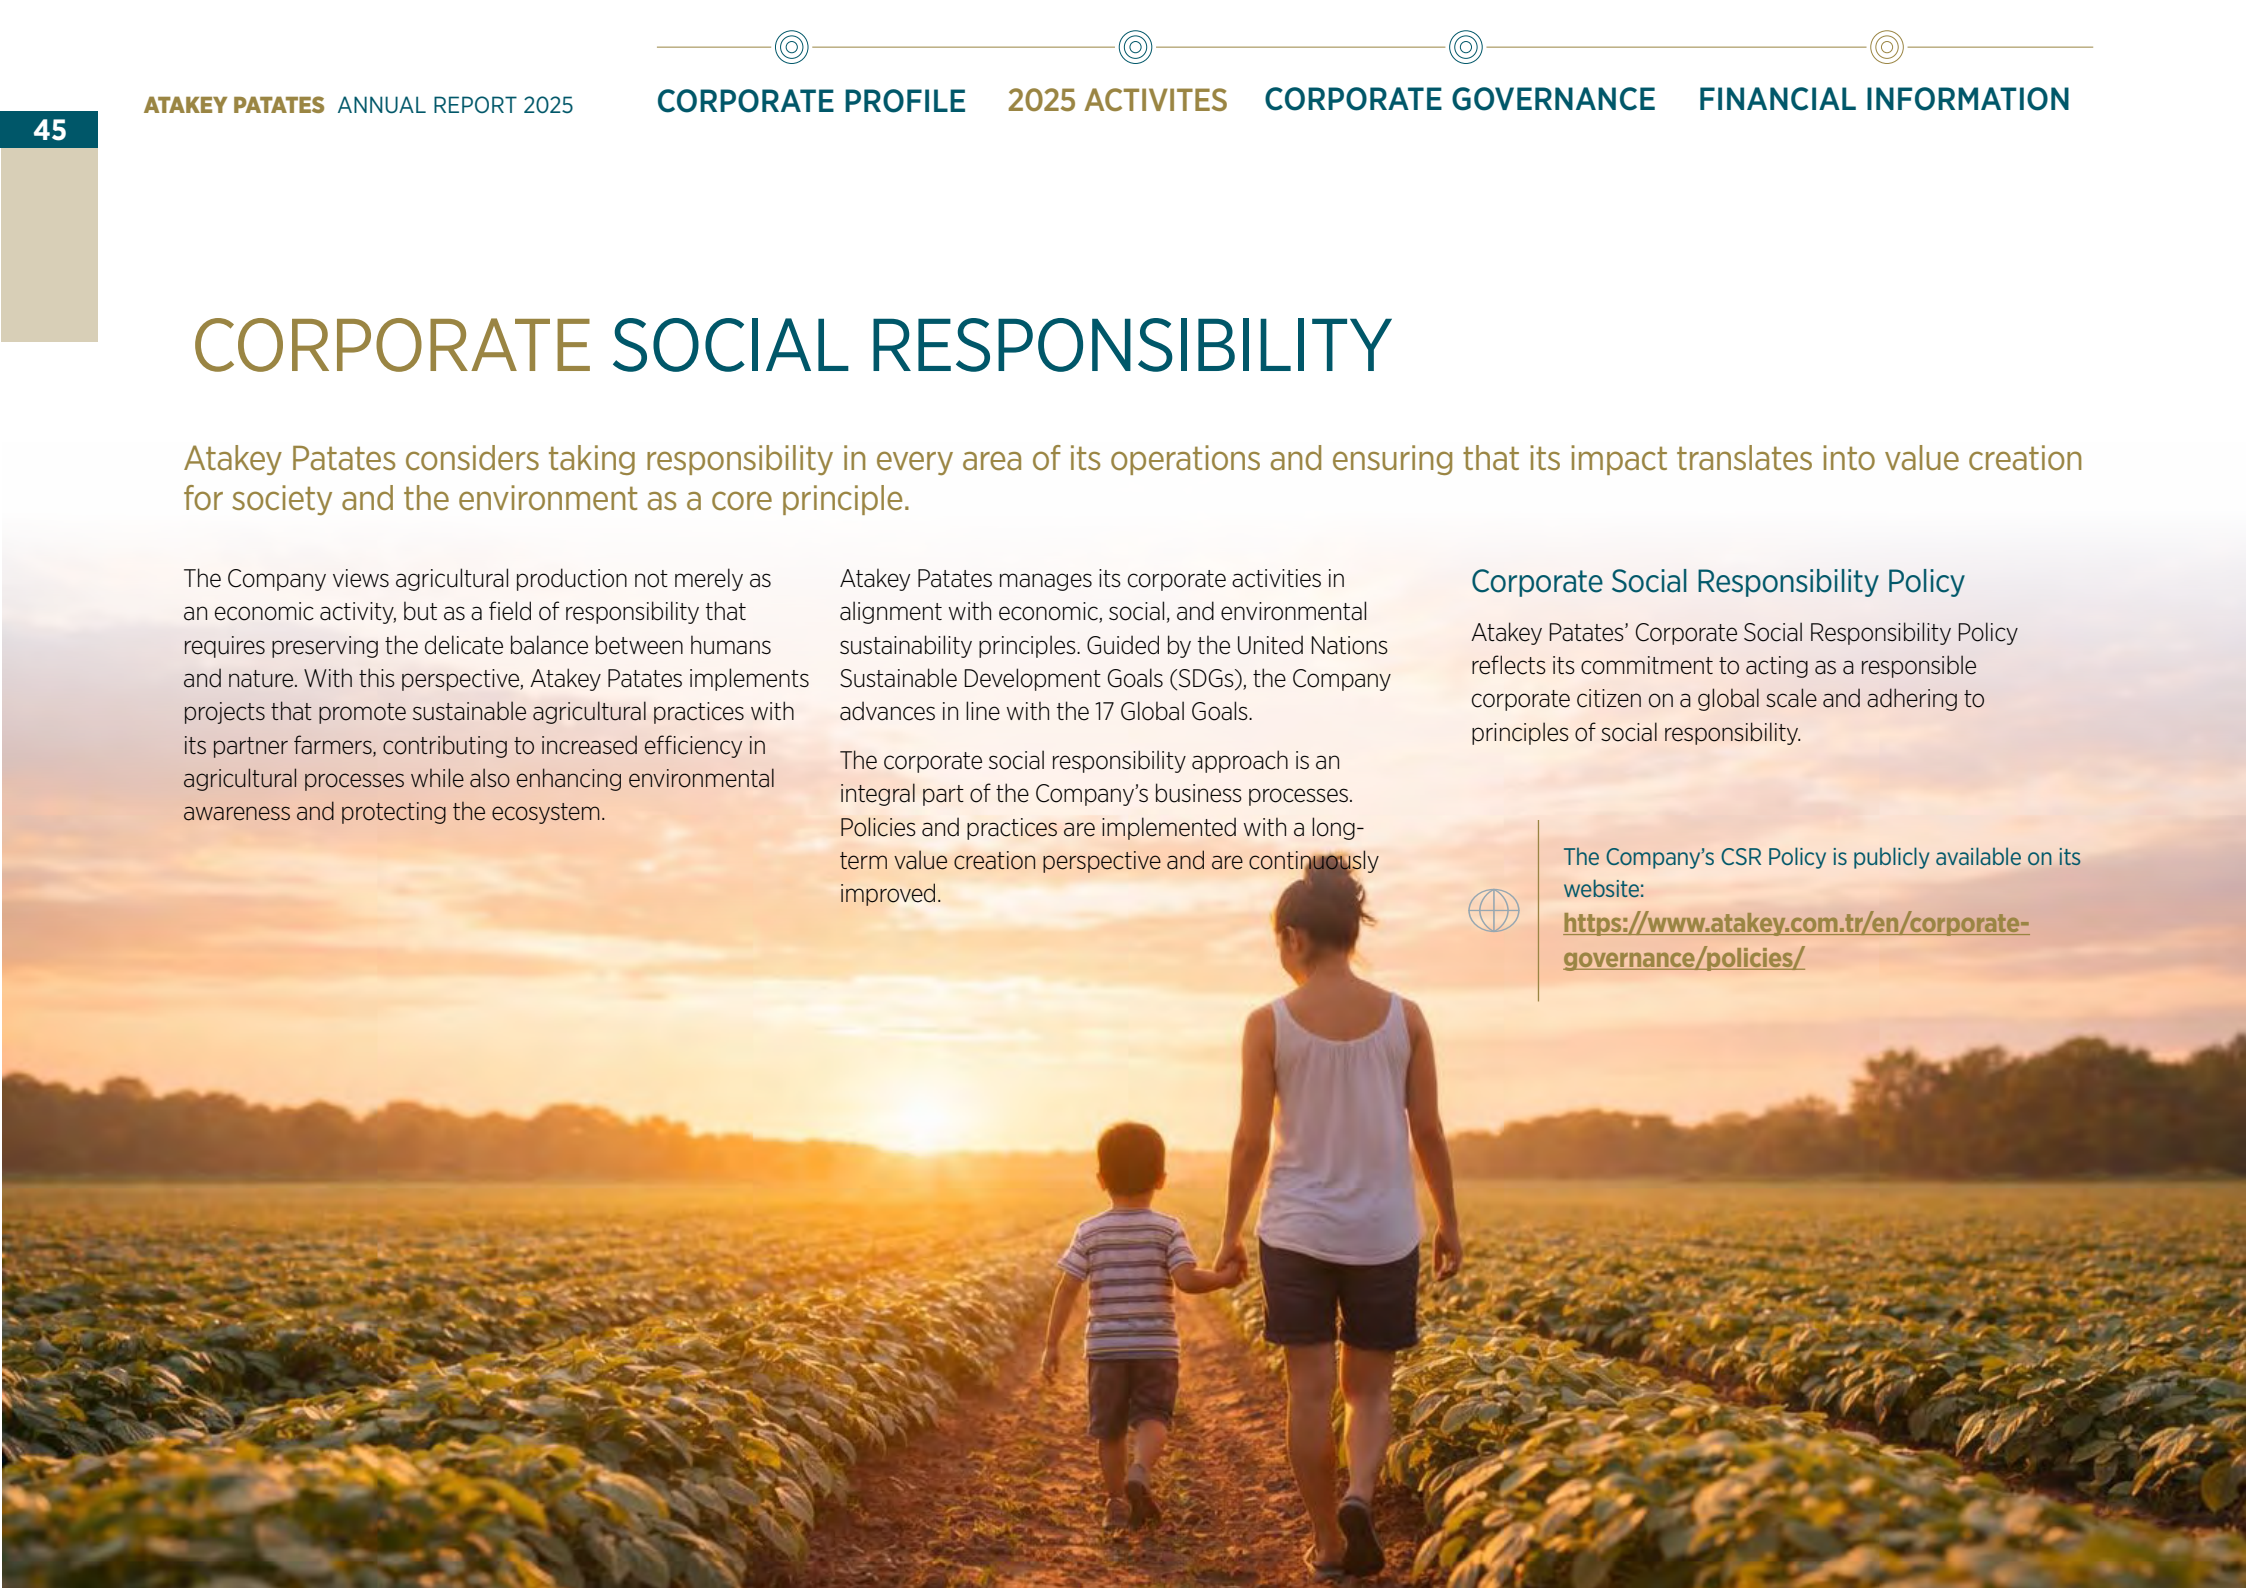 45
ATAKEY PATATES ANNUAL REPORT 2025
CORPORATE PROFILE
2025 ACTIVITES
CORPORATE GOVERNANCE
FINANCIAL INFORMATION
CORPORATE SOCIAL RESPONSIBILITY
Atakey Patates considers taking responsibility in every area of its operations and ensuring that its impact translates into value creation
for society and the environment as a core principle.
The Company views agricultural production not merely as
an economic activity, but as a field of responsibility that
requires preserving the delicate balance between humans
and nature. With this perspective, Atakey Patates implements
projects that promote sustainable agricultural practices with
its partner farmers, contributing to increased efficiency in
agricultural processes while also enhancing environmental
awareness and protecting the ecosystem.
Atakey Patates manages its corporate activities in
alignment with economic, social, and environmental
sustainability principles. Guided by the United Nations
Sustainable Development Goals (SDGs), the Company
advances in line with the 17 Global Goals.
The corporate social responsibility approach is an
integral part of the Company's business processes.
Policies and practices are implemented with a long-
term value creation perspective and are continuously
improved.
Corporate Social Responsibility Policy
Atakey Patates' Corporate Social Responsibility Policy
reflects its commitment to acting as a responsible
corporate citizen on a global scale and adhering to
principles of social responsibility.
The Company's CSR Policy is publicly available on its
website:
https://www.atakey.com.tr/en/corporate-
governance/policies/